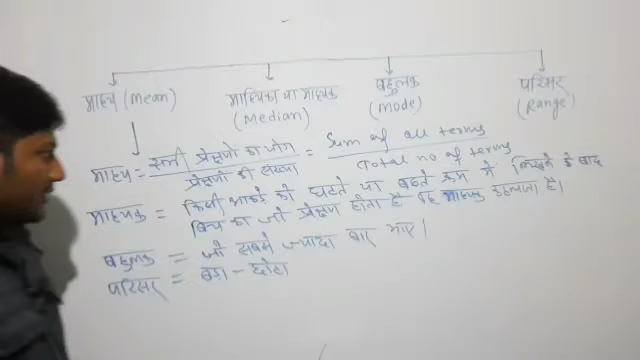 माध्य (Mean) माध्यिका या माध्यक (Median) बहुलक (Mode) परिसर (Range)
माध्य = सभी प्रेक्षणों का योग / प्रेक्षणों की संख्या = Sum of all terms / Total no of terms
माध्यक = किसी आंकड़े को घटते या बढ़ते क्रम में लिखने के बाद
बिच का जो प्रेक्षण होता है वह माध्यक कहलाता है।
बहुलक = जो सबसे ज्यादा बार आए।
परिसर = बड़ा - छोटा